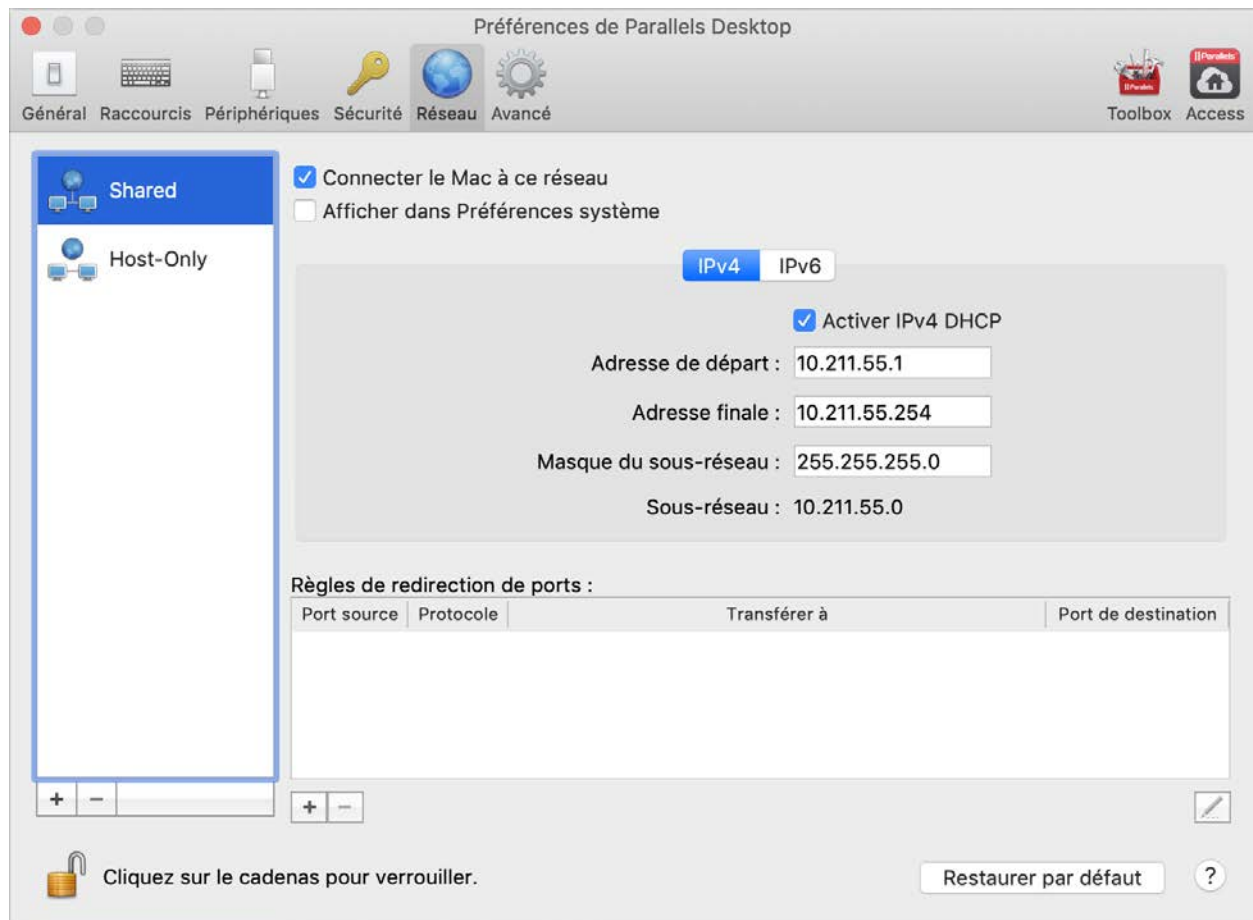 Préférences de Parallels Desktop
Général Raccourcis Périphériques Sécurité Réseau Avancé Toolbox Access
Shared
Host-Only
Connecter le Mac à ce réseau
Afficher dans Préférences système
IPv4 IPv6
Activer IPv4 DHCP
Adresse de départ : 10.211.55.1
Adresse finale : 10.211.55.254
Masque du sous-réseau : 255.255.255.0
Sous-réseau : 10.211.55.0
Règles de redirection de ports :
Port source Protocole Transférer à Port de destination
+ −
+ −
Cliquez sur le cadenas pour verrouiller.
Restaurer par défaut ?